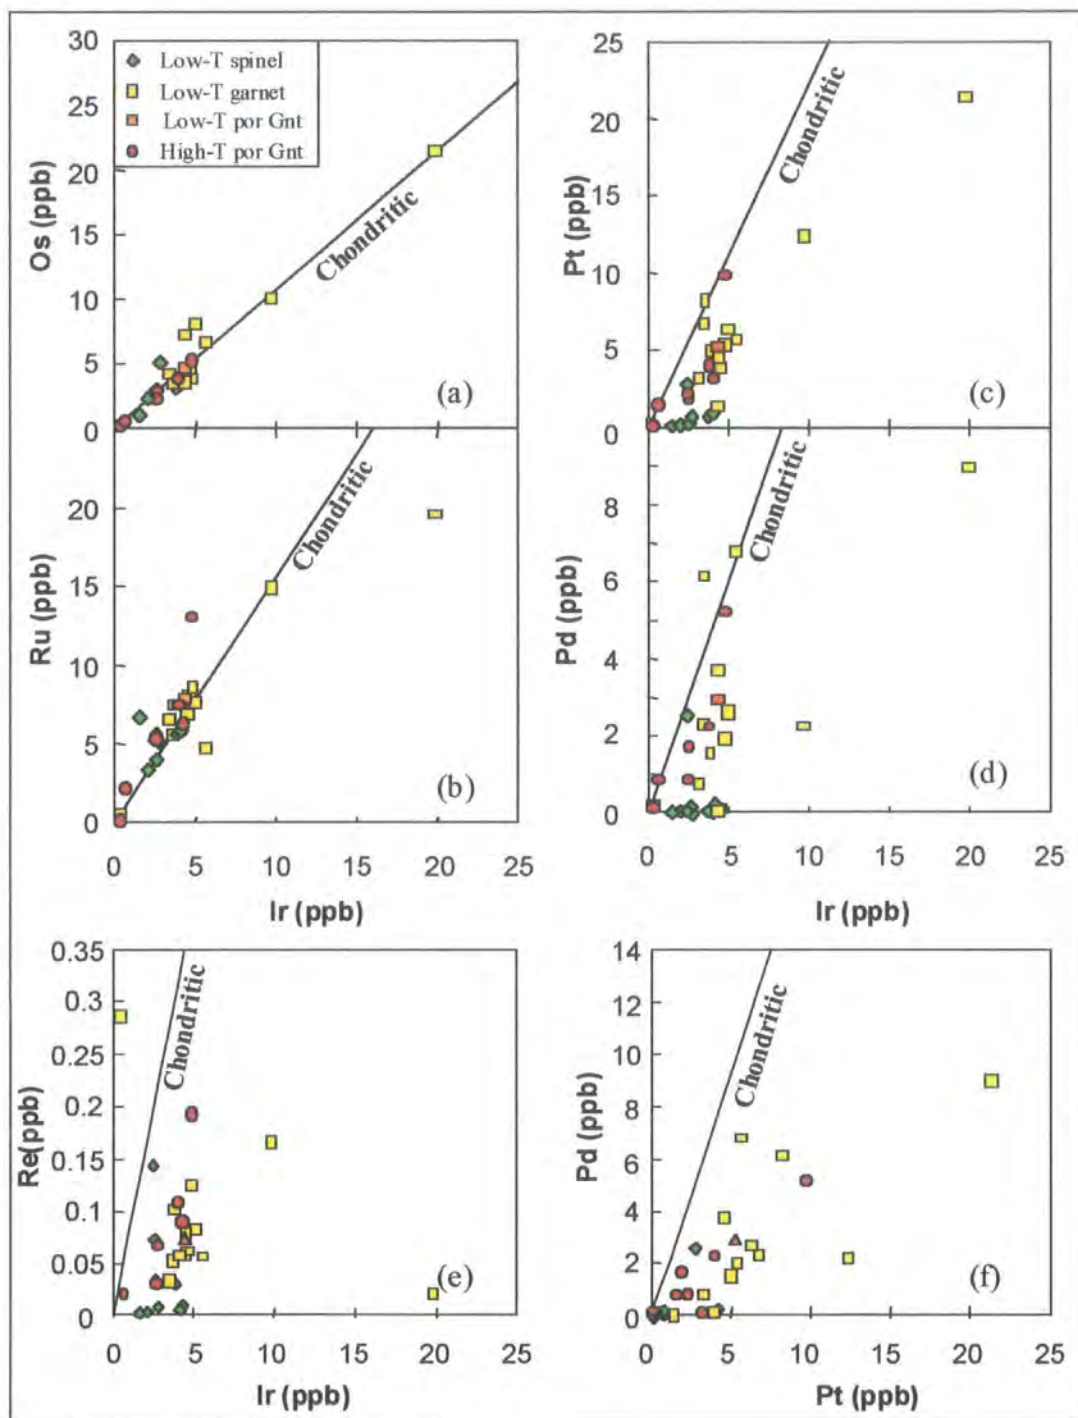 30
25
20
15
10
5
0
Os (ppb)
Low-T spinel
Low-T garnet
Low-T por Gnt
High-T por Gnt
Chondritic
(a)
25
20
15
10
5
0
Pt (ppb)
Chondritic
(c)
20
15
10
5
0
Ru (ppb)
Chondritic
(b)
0 5 10 15 20 25
Ir (ppb)
8
6
4
2
0
Pd (ppb)
Chondritic
(d)
0 5 10 15 20 25
Ir (ppb)
0.35
0.3
0.25
0.2
0.15
0.1
0.05
0
Re(ppb)
Chondritic
(e)
0 5 10 15 20 25
Ir (ppb)
14
12
10
8
6
4
2
0
Pd (ppb)
Chondritic
(f)
0 5 10 15 20 25
Pt (ppb)